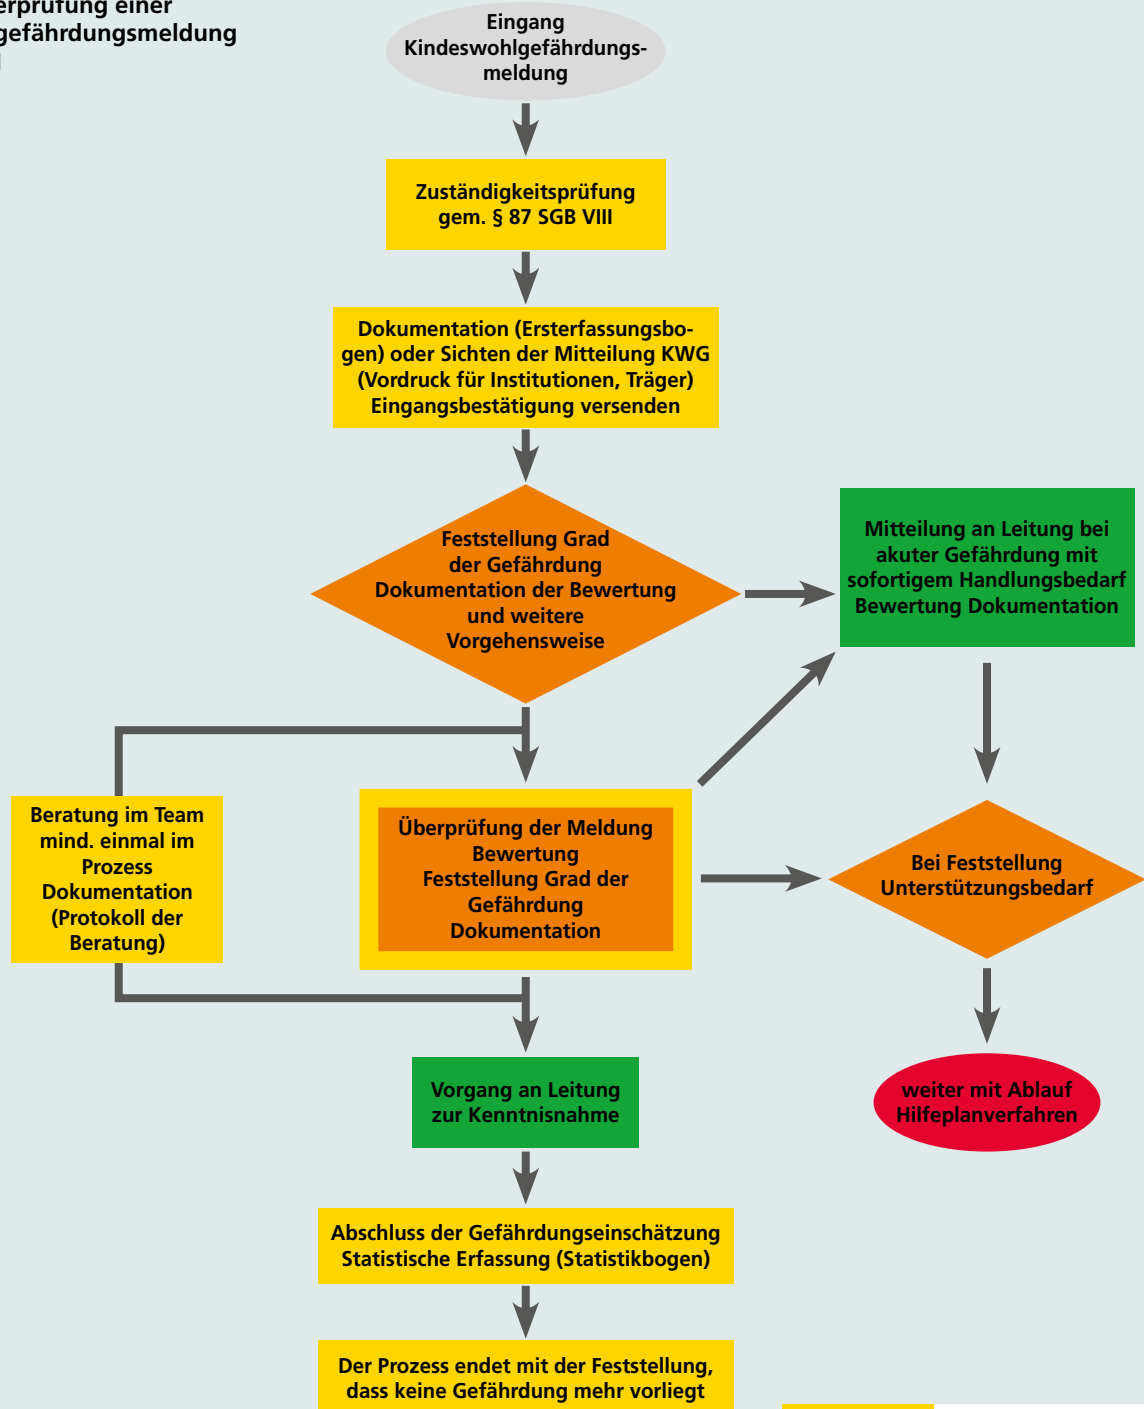 gefährdungsmeldung
Eingang
Kindeswohlgefährdungs-
meldung
Zuständigkeitsprüfung
gem. § 87 SGB VIII
Dokumentation (Ersterfassungsbo-
gen) oder Sichten der Mitteilung KWG
(Vordruck für Institutionen, Träger)
Eingangsbestätigung versenden
Feststellung Grad
der Gefährdung
Dokumentation der Bewertung
und weitere
Vorgehensweise
Mitteilung an Leitung bei
akuter Gefährdung mit
sofortigem Handlungsbedarf
Bewertung Dokumentation
Beratung im Team
mind. einmal im
Prozess
Dokumentation
(Protokoll der
Beratung)
Überprüfung der Meldung
Bewertung
Feststellung Grad der
Gefährdung
Dokumentation
Bei Feststellung
Unterstützungsbedarf
Vorgang an Leitung
zur Kenntnisnahme
weiter mit Ablauf
Hilfeplanverfahren
Abschluss der Gefährdungseinschätzung
Statistische Erfassung (Statistikbogen)
Der Prozess endet mit der Feststellung,
dass keine Gefährdung mehr vorliegt